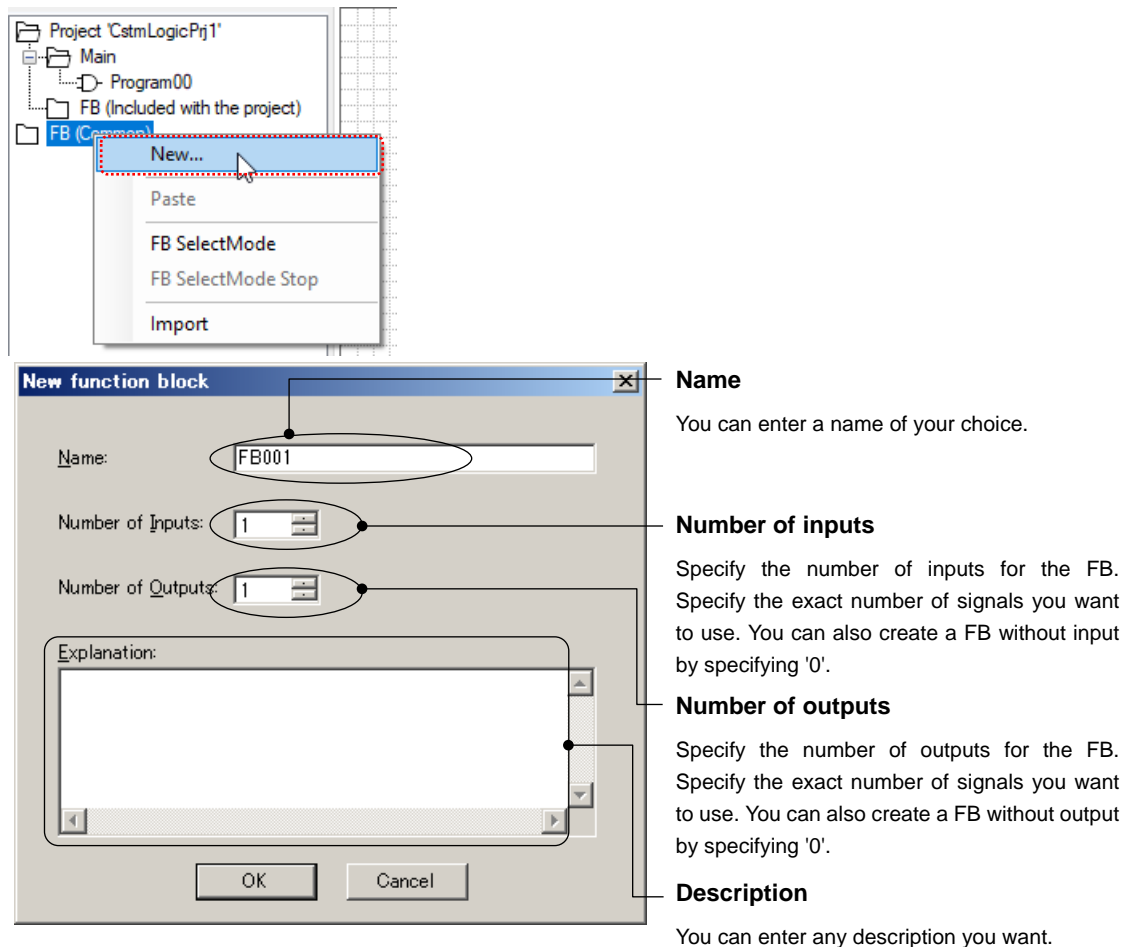 Project 'CstmLogicPrj1'
Main
Program00
FB (Included with the project)
FB (Common)
New...
Paste
FB SelectMode
FB SelectMode Stop
Import
New function block
Name:
FB001
Number of Inputs:
1
Number of Outputs:
1
Explanation:
OK
Cancel
Name
You can enter a name of your choice.
Number of inputs
Specify the number of inputs for the FB.
Specify the exact number of signals you want
to use. You can also create a FB without input
by specifying '0'.
Number of outputs
Specify the number of outputs for the FB.
Specify the exact number of signals you want
to use. You can also create a FB without output
by specifying '0'.
Description
You can enter any description you want.